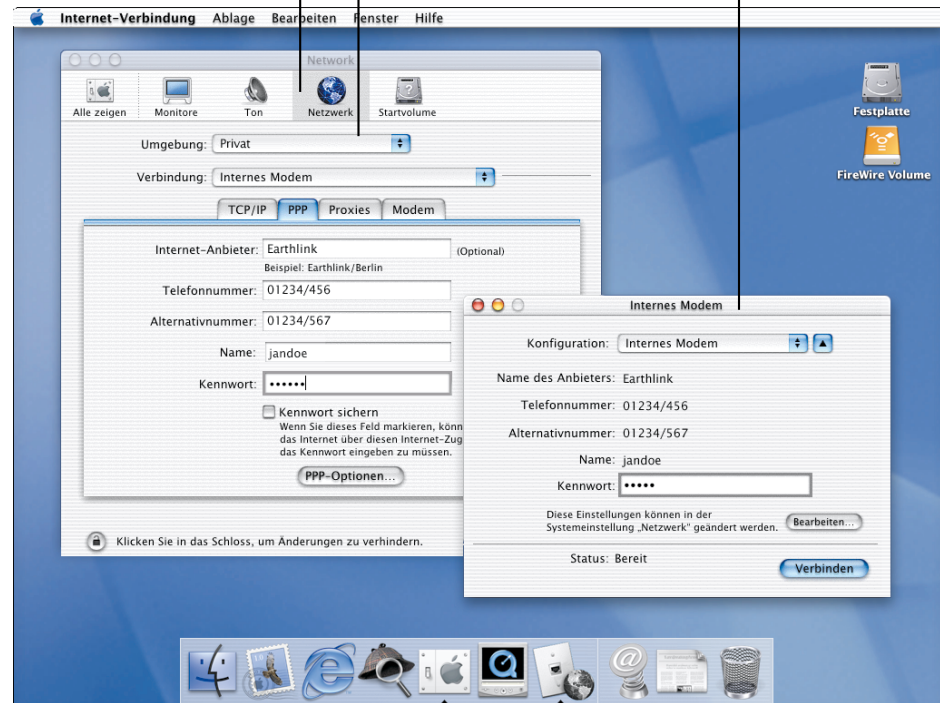 Internet-Verbindung Ablage Bearbeiten Fenster Hilfe
Network
Alle zeigen Monitore Ton Netzwerk Startvolume
Umgebung: Privat
Verbindung: Internes Modem
TCP/IP PPP Proxies Modem
Internet-Anbieter: Earthlink (Optional)
Beispiel: Earthlink/Berlin
Telefonnummer: 01234/456
Alternativnummer: 01234/567
Name: jandoe
Kennwort: ••••••
Kennwort sichern
Wenn Sie dieses Feld markieren, könn
das Internet über diesen Internet-Zug
das Kennwort eingeben zu müssen.
PPP-Optionen...
Klicken Sie in das Schloss, um Änderungen zu verhindern.
Festplatte
FireWire Volume
Internes Modem
Konfiguration: Internes Modem
Name des Anbieters: Earthlink
Telefonnummer: 01234/456
Alternativnummer: 01234/567
Name: jandoe
Kennwort: •••••
Diese Einstellungen können in der
Systemeinstellung „Netzwerk" geändert werden.
Bearbeiten...
Status: Bereit
Verbinden